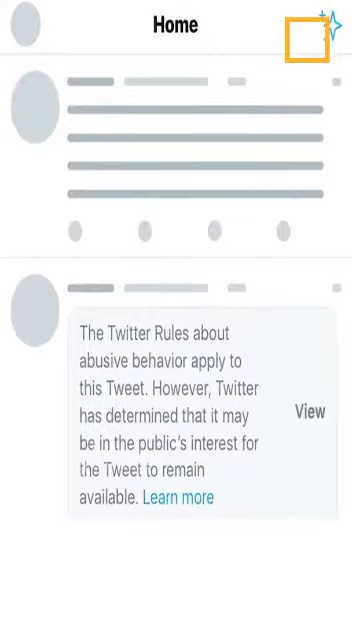 Home
The Twitter Rules about
abusive behavior apply to
this Tweet. However, Twitter
has determined that it may
be in the public's interest for
the Tweet to remain
available. Learn more
View